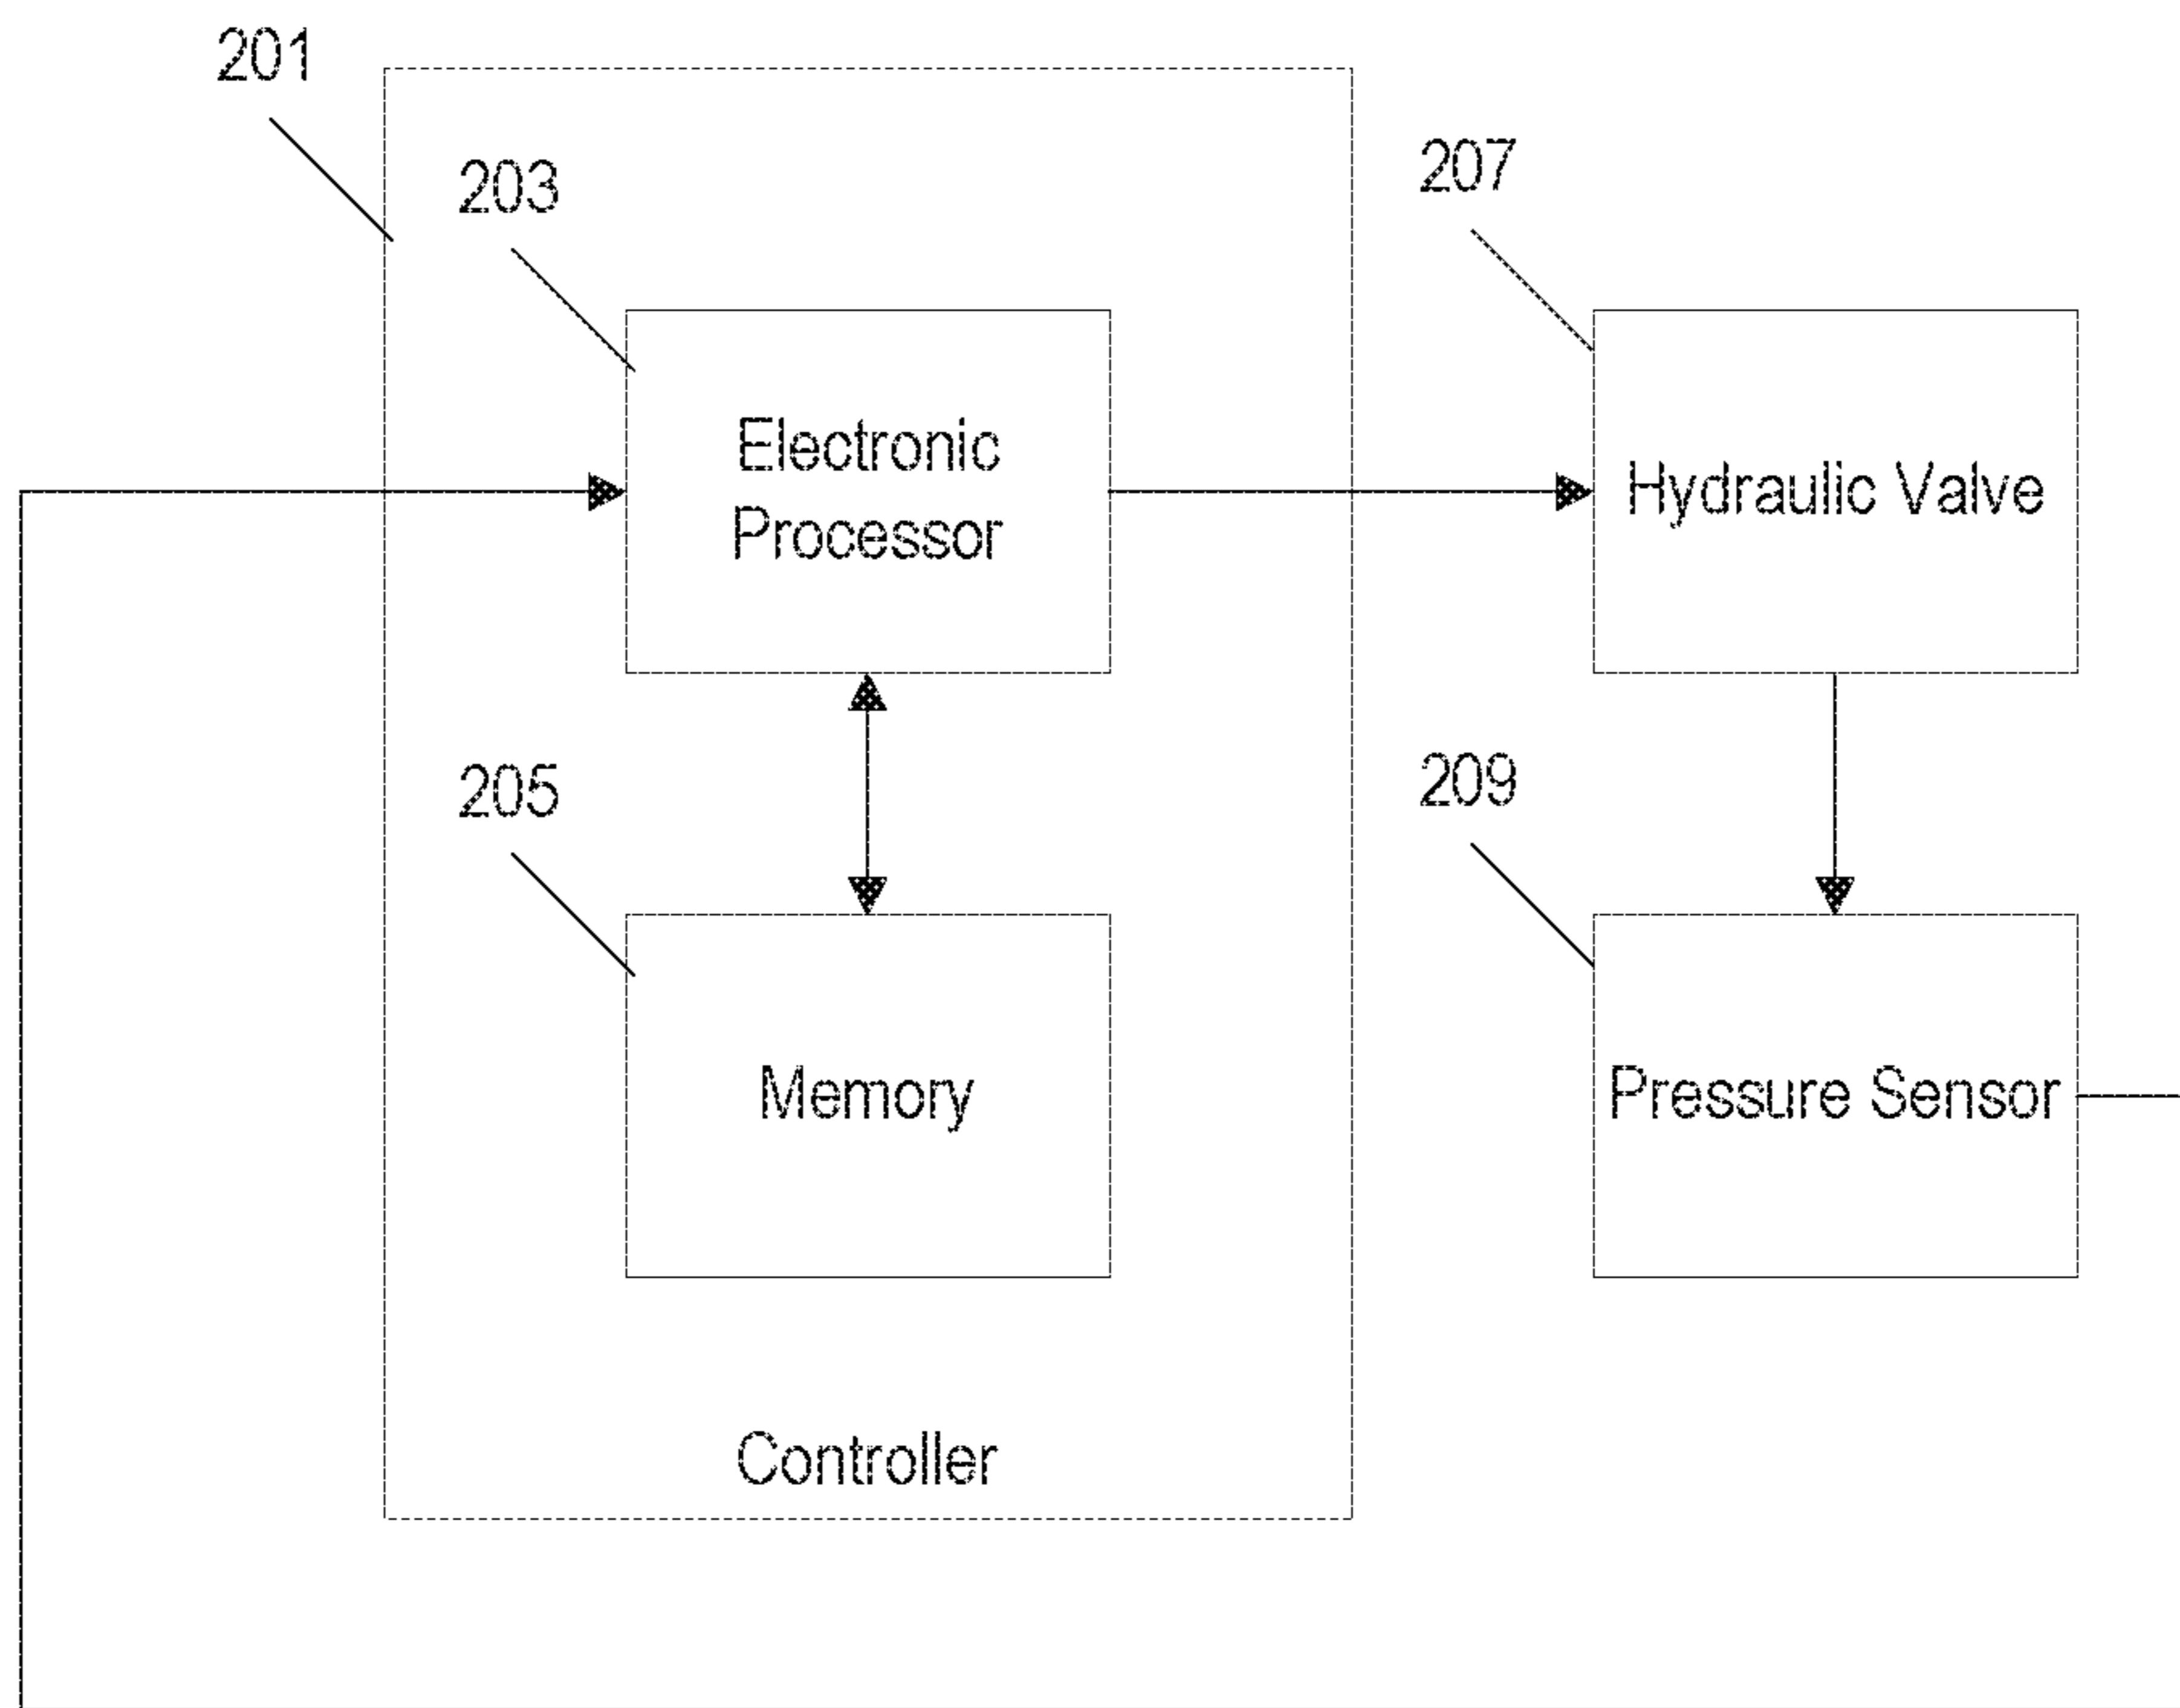 201
203
207
Electronic
Processor
Hydraulic Valve
205
209
Memory
Pressure Sensor
Controller